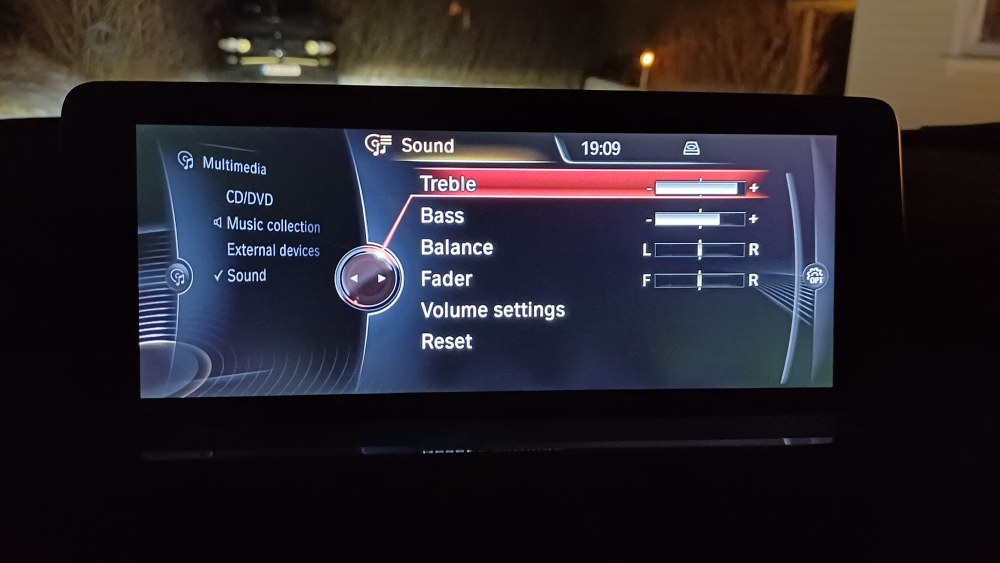 Multimedia
CD/DVD
Music collection
External devices
✓ Sound
Sound
19:09
Treble - +
Bass - +
Balance L R
Fader F R
Volume settings
Reset
OPT